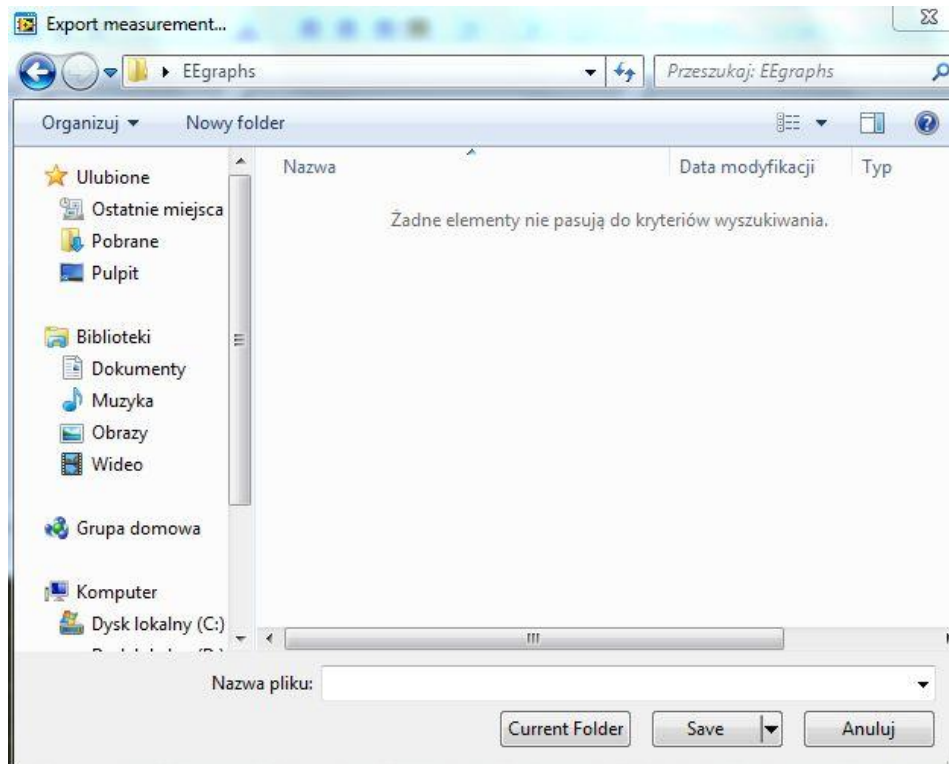 Export measurement...
EEgraphs
Przeszukaj: EEgraphs
Organizuj
Nowy folder
Nazwa
Data modyfikacji
Typ
Żadne elementy nie pasują do kryteriów wyszukiwania.
Ulubione
Ostatnie miejsca
Pobrane
Pulpit
Biblioteki
Dokumenty
Muzyka
Obrazy
Wideo
Grupa domowa
Komputer
Dysk lokalny (C:)
Nazwa pliku:
Current Folder
Save
Anuluj